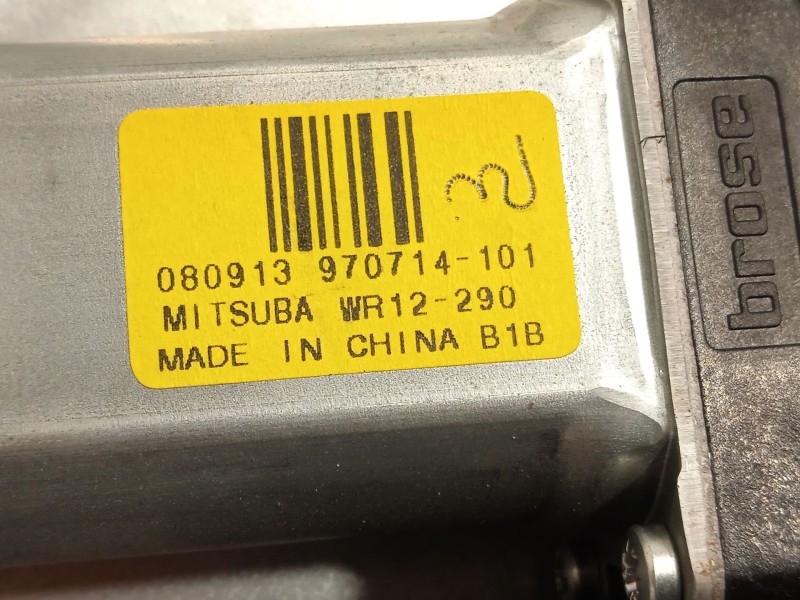 080913 970714-101
MITSUBA WR12-290
MADE IN CHINA B1B
brose